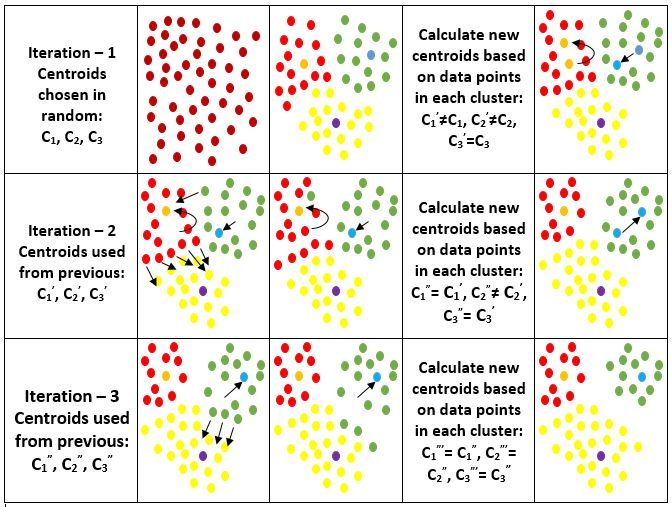 Iteration – 1
Centroids
chosen in
random:
C₁, C₂, C₃
Calculate new
centroids based
on data points
in each cluster:
C₁′≠C₁, C₂′≠C₂,
C₃′=C₃
Iteration – 2
Centroids used
from previous:
C₁′, C₂′, C₃′
Calculate new
centroids based
on data points
in each cluster:
C₁″= C₁′, C₂″≠ C₂′,
C₃″= C₃′
Iteration – 3
Centroids used
from previous:
C₁″, C₂″, C₃″
Calculate new
centroids based
on data points
in each cluster:
C₁‴= C₁″, C₂‴=
C₂″, C₃‴= C₃″